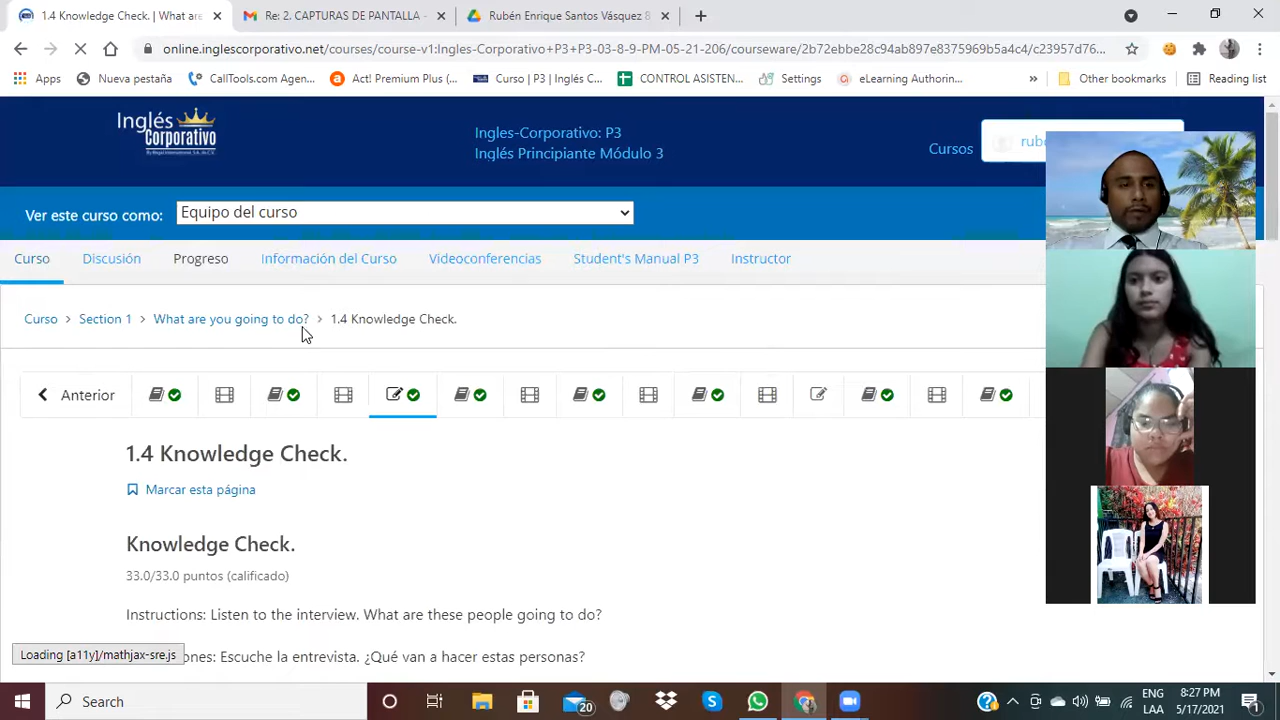 1.4 Knowledge Check. | What are
Re: 2. CAPTURAS DE PANTALLA -
Rubén Enrique Santos Vásquez 8
online.inglescorporativo.net/courses/course-v1:Ingles-Corporativo+P3+P3-03-8-9-PM-05-21-206/courseware/2b72ebbe28c94ab897e8375969b5a4c4/c23957d76...
Apps
Nueva pestaña
CallTools.com Agen...
Act! Premium Plus (...
Curso | P3 | Inglés C...
CONTROL ASISTEN...
Settings
eLearning Authorin...
»
Other bookmarks
Reading list
Inglés
Corporativo
Ingles-Corporativo: P3
Inglés Principiante Módulo 3
Cursos
Ver este curso como:
Equipo del curso
Curso
Discusión
Progreso
Información del Curso
Videoconferencias
Student's Manual P3
Instructor
Curso > Section 1 > What are you going to do? > 1.4 Knowledge Check.
Anterior
1.4 Knowledge Check.
Marcar esta página
Knowledge Check.
33.0/33.0 puntos (calificado)
Instructions: Listen to the interview. What are these people going to do?
Escuche la entrevista. ¿Qué van a hacer estas personas?
Loading [a11y]/mathjax-sre.js
Search
20
ENG
LAA
8:27 PM
5/17/2021